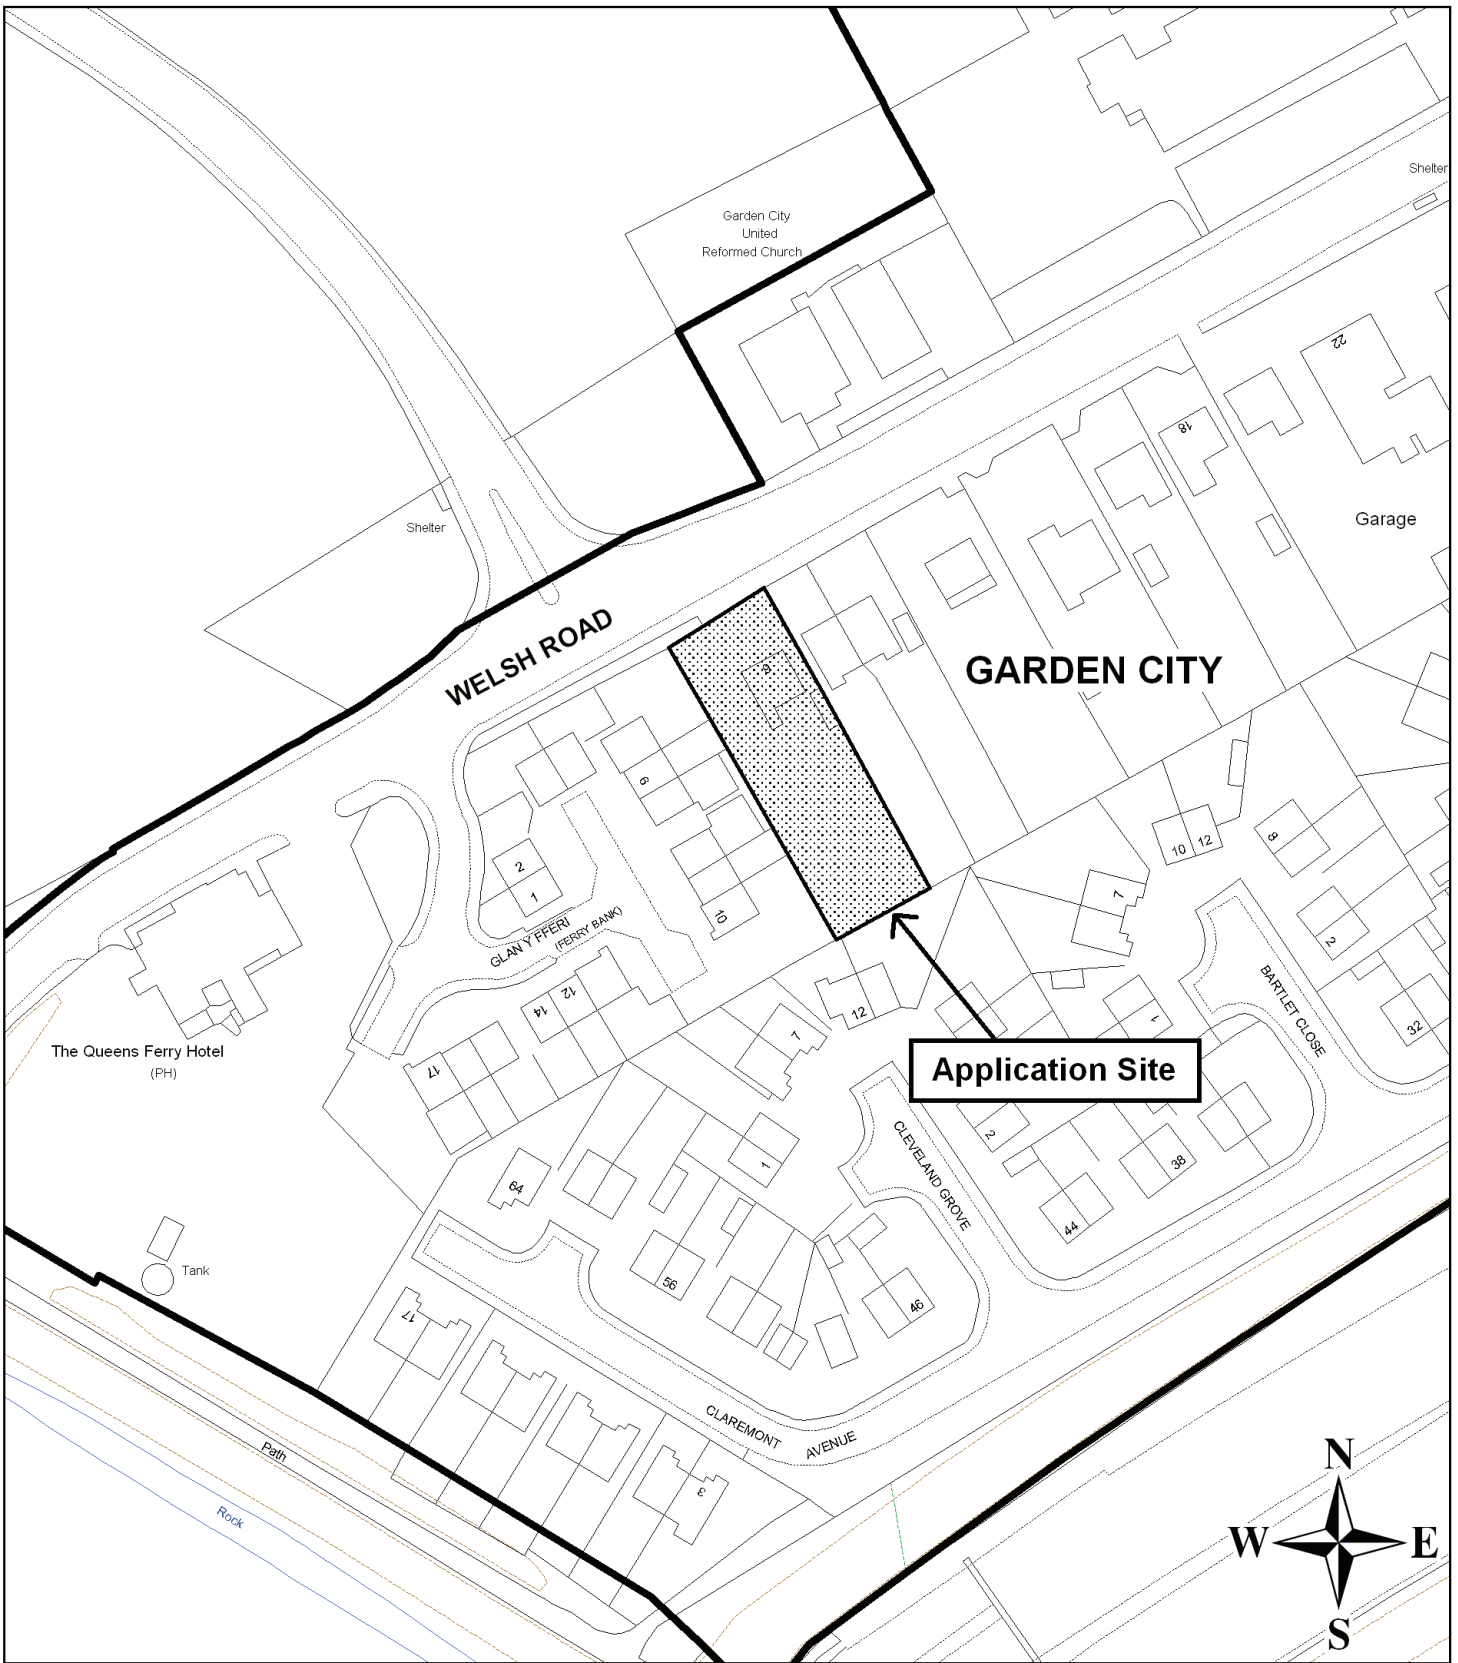 Shelter
Garden City
United
Reformed Church
22
18
Garage
Shelter
WELSH ROAD
GARDEN CITY
9
6
2
1
10
GLAN Y FFERI
(FERRY BANK)
10
12
8
7
2
12
14
12
7
17
1
BARTLET CLOSE
32
The Queens Ferry Hotel
(PH)
Application Site
2
CLEVELAND GROVE
1
38
64
44
Tank
56
46
17
CLAREMONT
AVENUE
Path
3
Rock
N
W
E
S